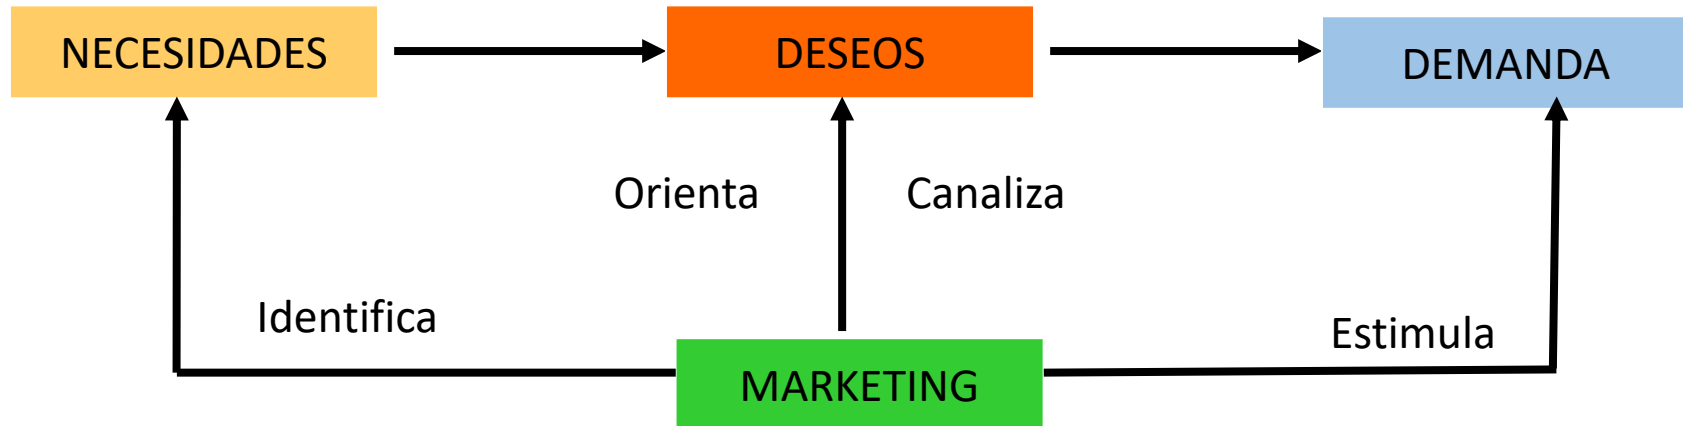 NECESIDADES
DESEOS
DEMANDA
Orienta
Canaliza
Identifica
Estimula
MARKETING